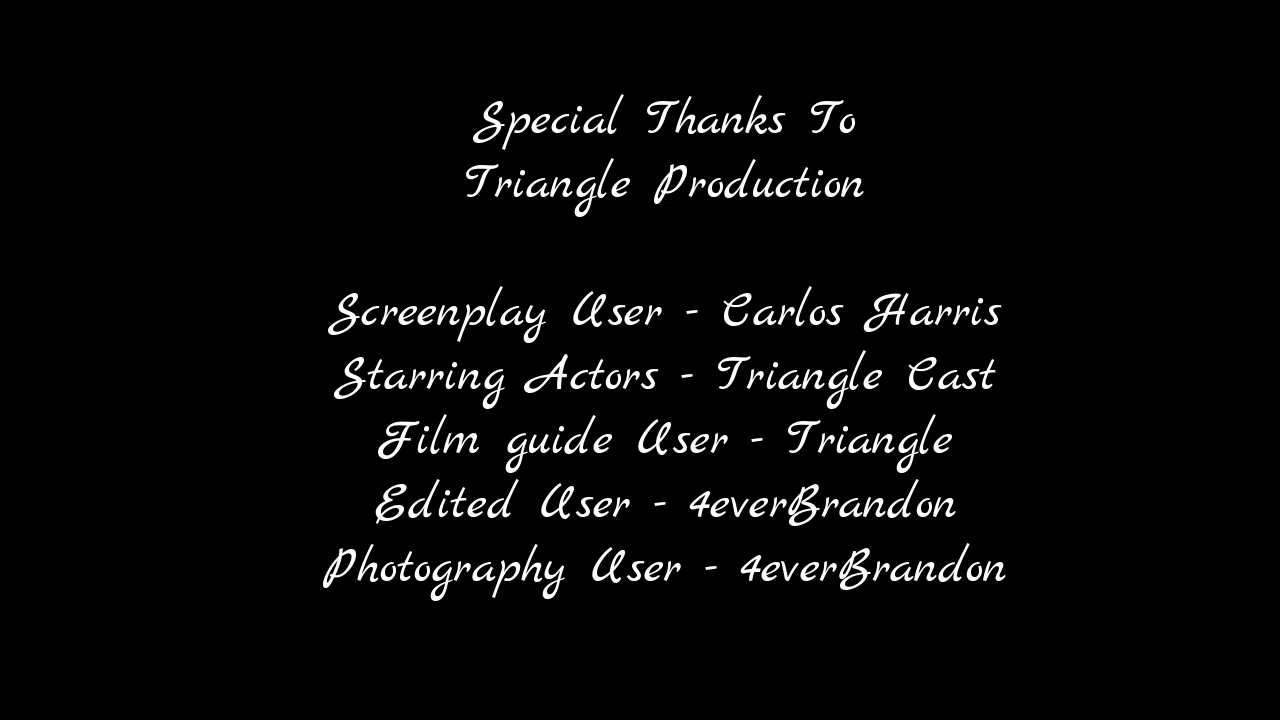 Special Thanks To
Triangle Production
Screenplay User - Carlos Harris
Starring Actors - Triangle Cast
Film guide User - Triangle
Edited User - 4everBrandon
Photography User - 4everBrandon